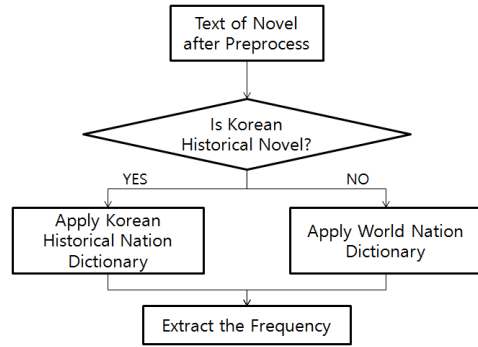 Text of Novel
after Preprocess
Is Korean
Historical Novel?
YES
NO
Apply Korean
Historical Nation
Dictionary
Apply World Nation
Dictionary
Extract the Frequency